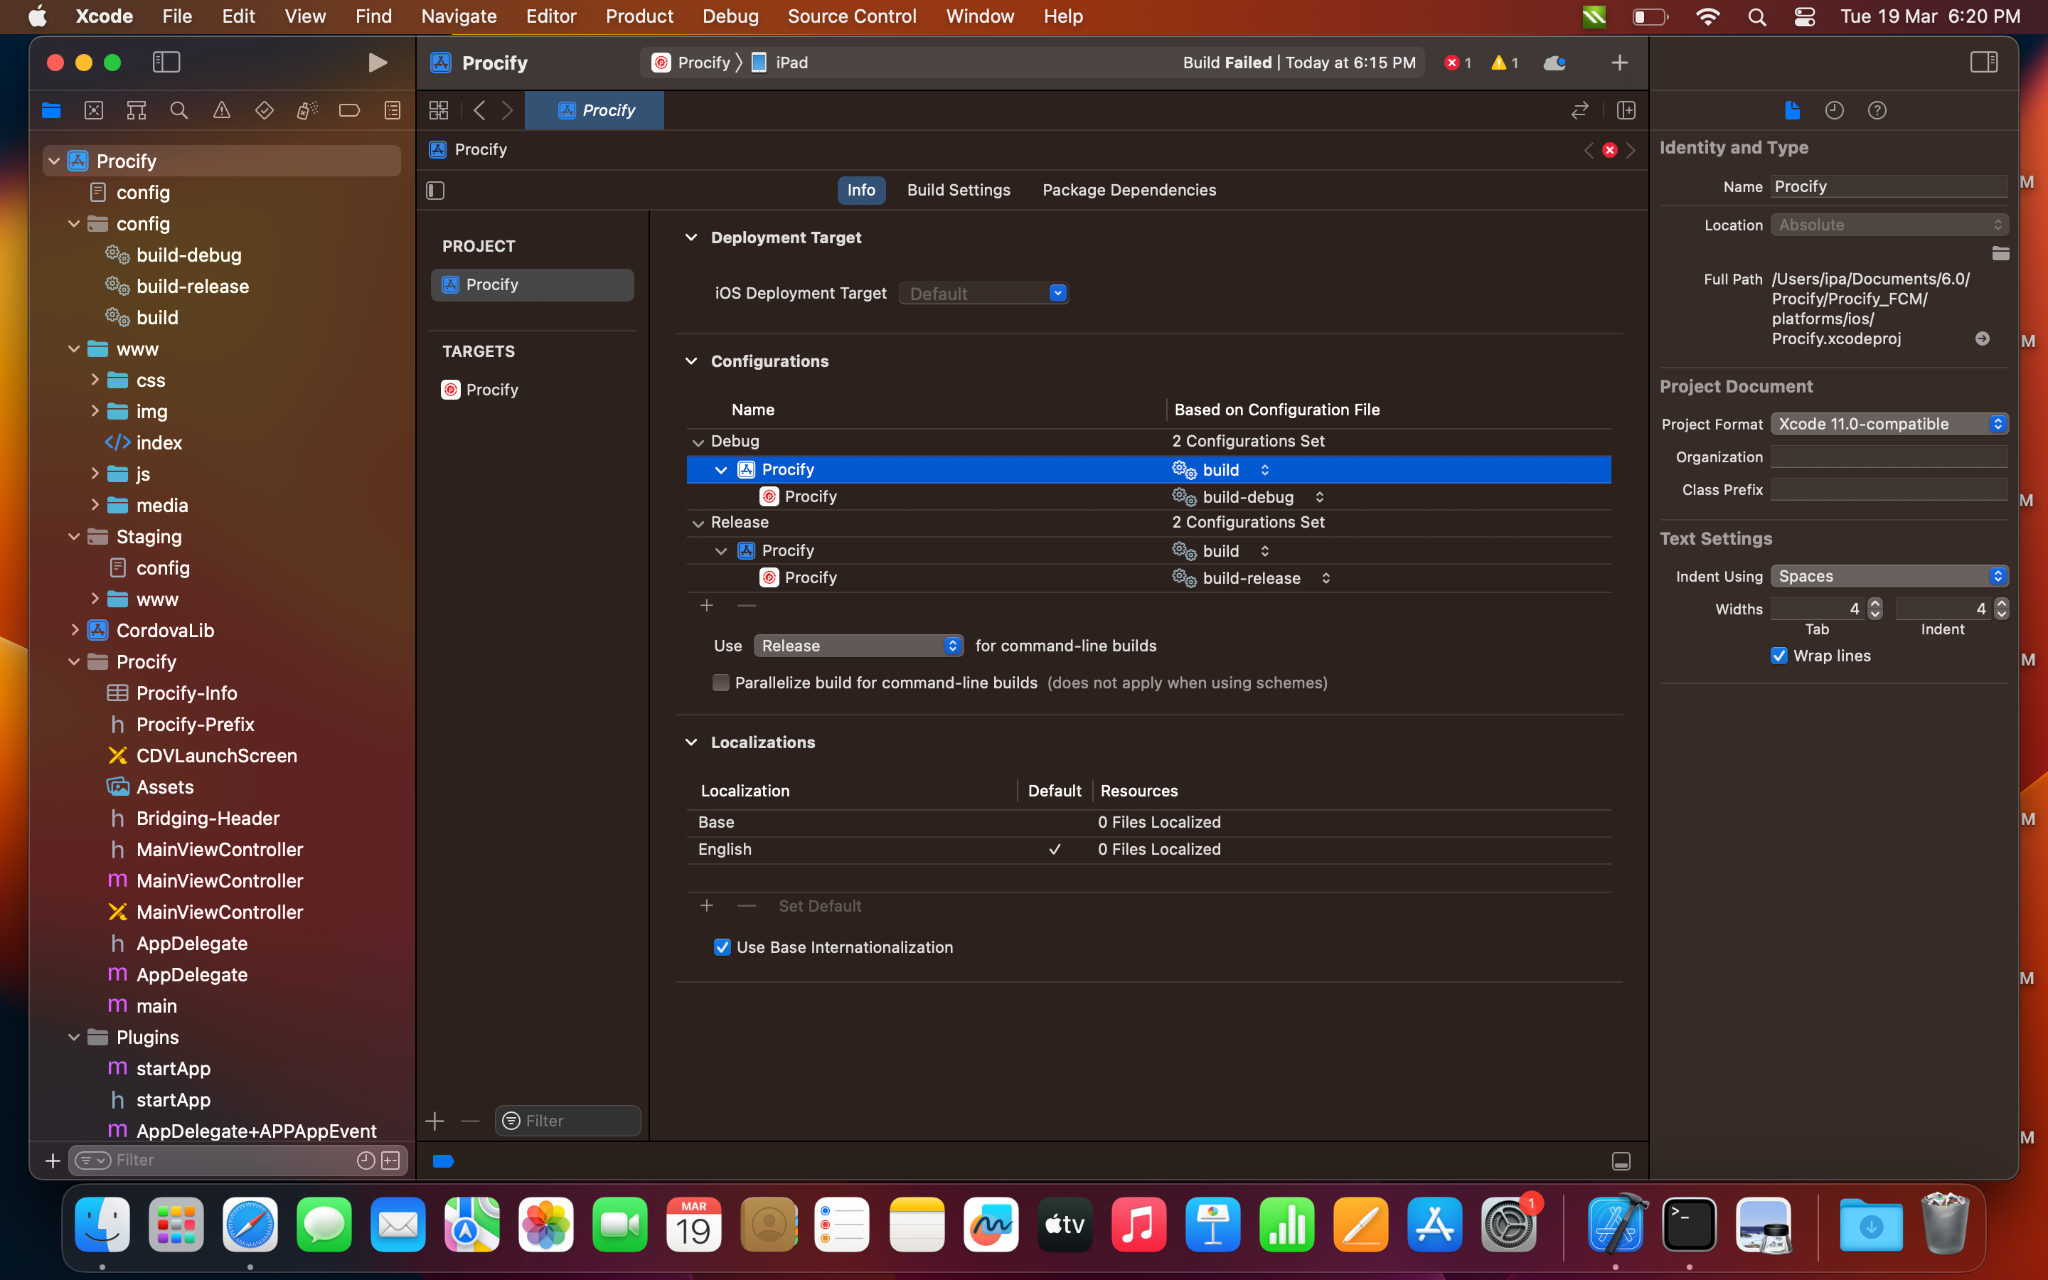 Xcode File Edit View Find Navigate Editor Product Debug Source Control Window Help Tue 19 Mar 6:20 PM
Procify Procify 〉 iPad Build Failed | Today at 6:15 PM 1 1
Procify
Procify
Info Build Settings Package Dependencies
Procify
config
config
build-debug
build-release
build
www
css
img
index
js
media
Staging
config
www
CordovaLib
Procify
Procify-Info
Procify-Prefix
CDVLaunchScreen
Assets
Bridging-Header
MainViewController
MainViewController
MainViewController
AppDelegate
AppDelegate
main
Plugins
startApp
startApp
AppDelegate+APPAppEvent
Filter
PROJECT
Procify
TARGETS
Procify
Filter
Deployment Target
iOS Deployment Target Default
Configurations
Name Based on Configuration File
Debug 2 Configurations Set
Procify build
Procify build-debug
Release 2 Configurations Set
Procify build
Procify build-release
Use Release for command-line builds
Parallelize build for command-line builds (does not apply when using schemes)
Localizations
Localization Default Resources
Base 0 Files Localized
English 0 Files Localized
Set Default
Use Base Internationalization
Identity and Type
Name Procify
Location Absolute
Full Path /Users/ipa/Documents/6.0/
Procify/Procify_FCM/
platforms/ios/
Procify.xcodeproj
Project Document
Project Format Xcode 11.0-compatible
Organization
Class Prefix
Text Settings
Indent Using Spaces
Widths 4 4
Tab Indent
Wrap lines
M
M
M
M
M
M
M
MAR
19
tv
1